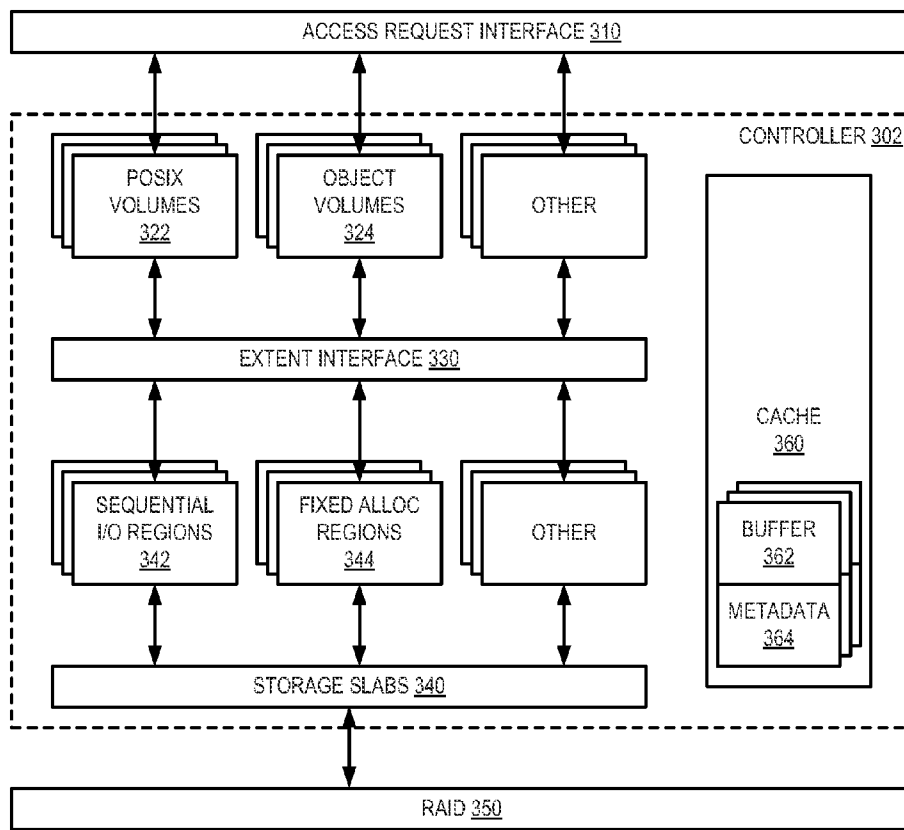 ACCESS REQUEST INTERFACE 310
CONTROLLER 302
POSIX
VOLUMES
322
OBJECT
VOLUMES
324
OTHER
EXTENT INTERFACE 330
CACHE
360
SEQUENTIAL
I/O REGIONS
342
FIXED ALLOC
REGIONS
344
OTHER
BUFFER
362
METADATA
364
STORAGE SLABS 340
RAID 350